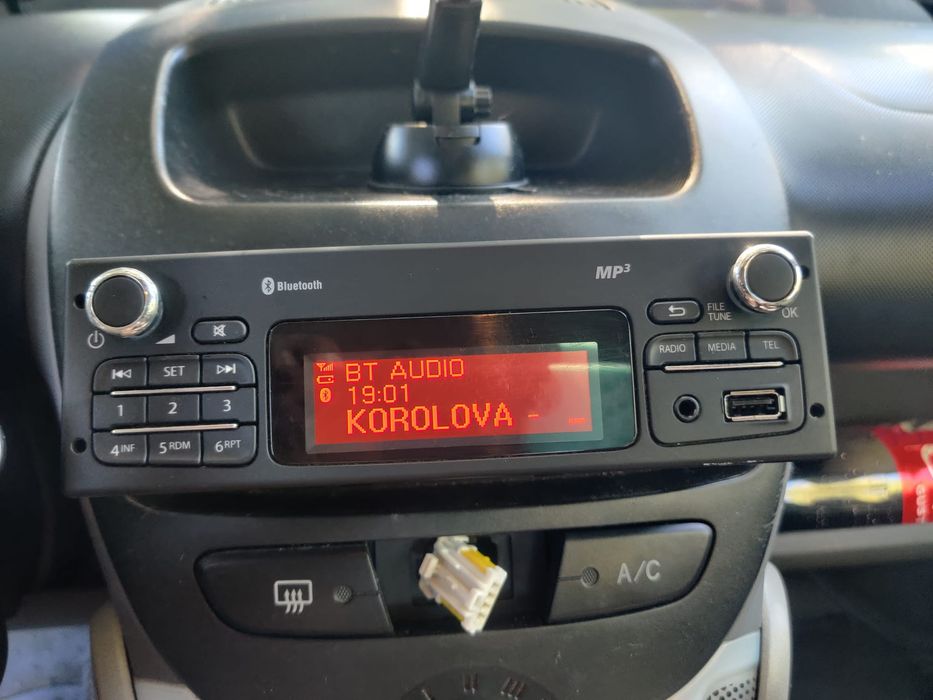 Bluetooth
MP3
FILE
TUNE
OK
RADIO MEDIA TEL
SET
1 2 3
4 INF 5 RDM 6 RPT
BT AUDIO
19:01
KOROLOVA -
A/C